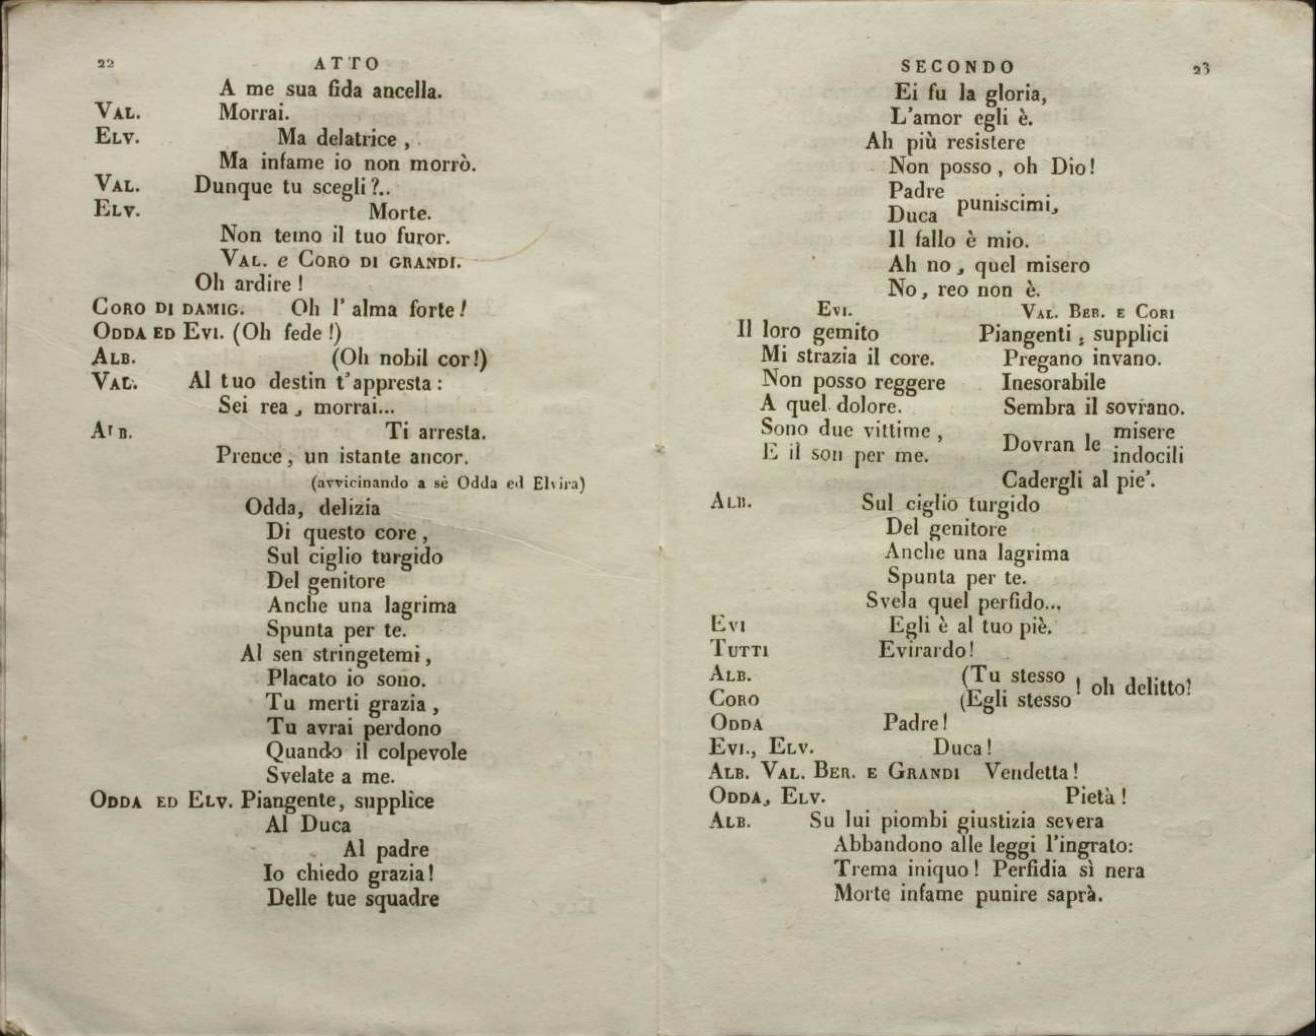 22 ATTO
A me sua fida ancella.
VAL. Morrai.
ELV. Ma delatrice ,
Ma infame io non morrò.
VAL. Dunque tu scegli ?..
ELV. Morte.
Non temo il tuo furor.
VAL. e CORO DI GRANDI.
Oh ardire !
CORO DI DAMIG. Oh l' alma forte !
ODDA ED EVI. (Oh fede !)
ALB. (Oh nobil cor !)
VAL. Al tuo destin t'appresta :
Sei rea , morrai...
ALB. Ti arresta.
Prence , un istante ancor.
(avvicinando a sè Odda ed Elvira)
Odda, delizia
Di questo core ,
Sul ciglio turgido
Del genitore
Anche una lagrima
Spunta per te.
Al sen stringetemi ,
Placato io sono.
Tu merti grazia ,
Tu avrai perdono
Quando il colpevole
Svelate a me.
ODDA ED ELV. Piangente, supplice
Al Duca
Al padre
Io chiedo grazia !
Delle tue squadre
SECONDO 23
Ei fu la gloria,
L'amor egli è.
Ah più resistere
Non posso , oh Dio !
Padre
Duca puniscimi,
Il fallo è mio.
Ah no , quel misero
No , reo non è.
EVI.
Il loro gemito
Mi strazia il core.
Non posso reggere
A quel dolore.
Sono due vittime ,
E il son per me.
VAL. BER. E CORI
Piangenti , supplici
Pregano invano.
Inesorabile
Sembra il sovrano.
Dovran le misere
indocili
Cadergli al pie'.
ALB. Sul ciglio turgido
Del genitore
Anche una lagrima
Spunta per te.
Svela quel perfido...
EVI Egli è al tuo piè.
TUTTI Evirardo !
ALB. (Tu stesso
CORO (Egli stesso ! oh delitto!
ODDA Padre !
EVI., ELV. Duca !
ALB. VAL. BER. E GRANDI Vendetta !
ODDA, ELV. Pietà !
ALB. Su lui piombi giustizia severa
Abbandono alle leggi l'ingrato:
Trema iniquo ! Perfidia sì nera
Morte infame punire saprà.